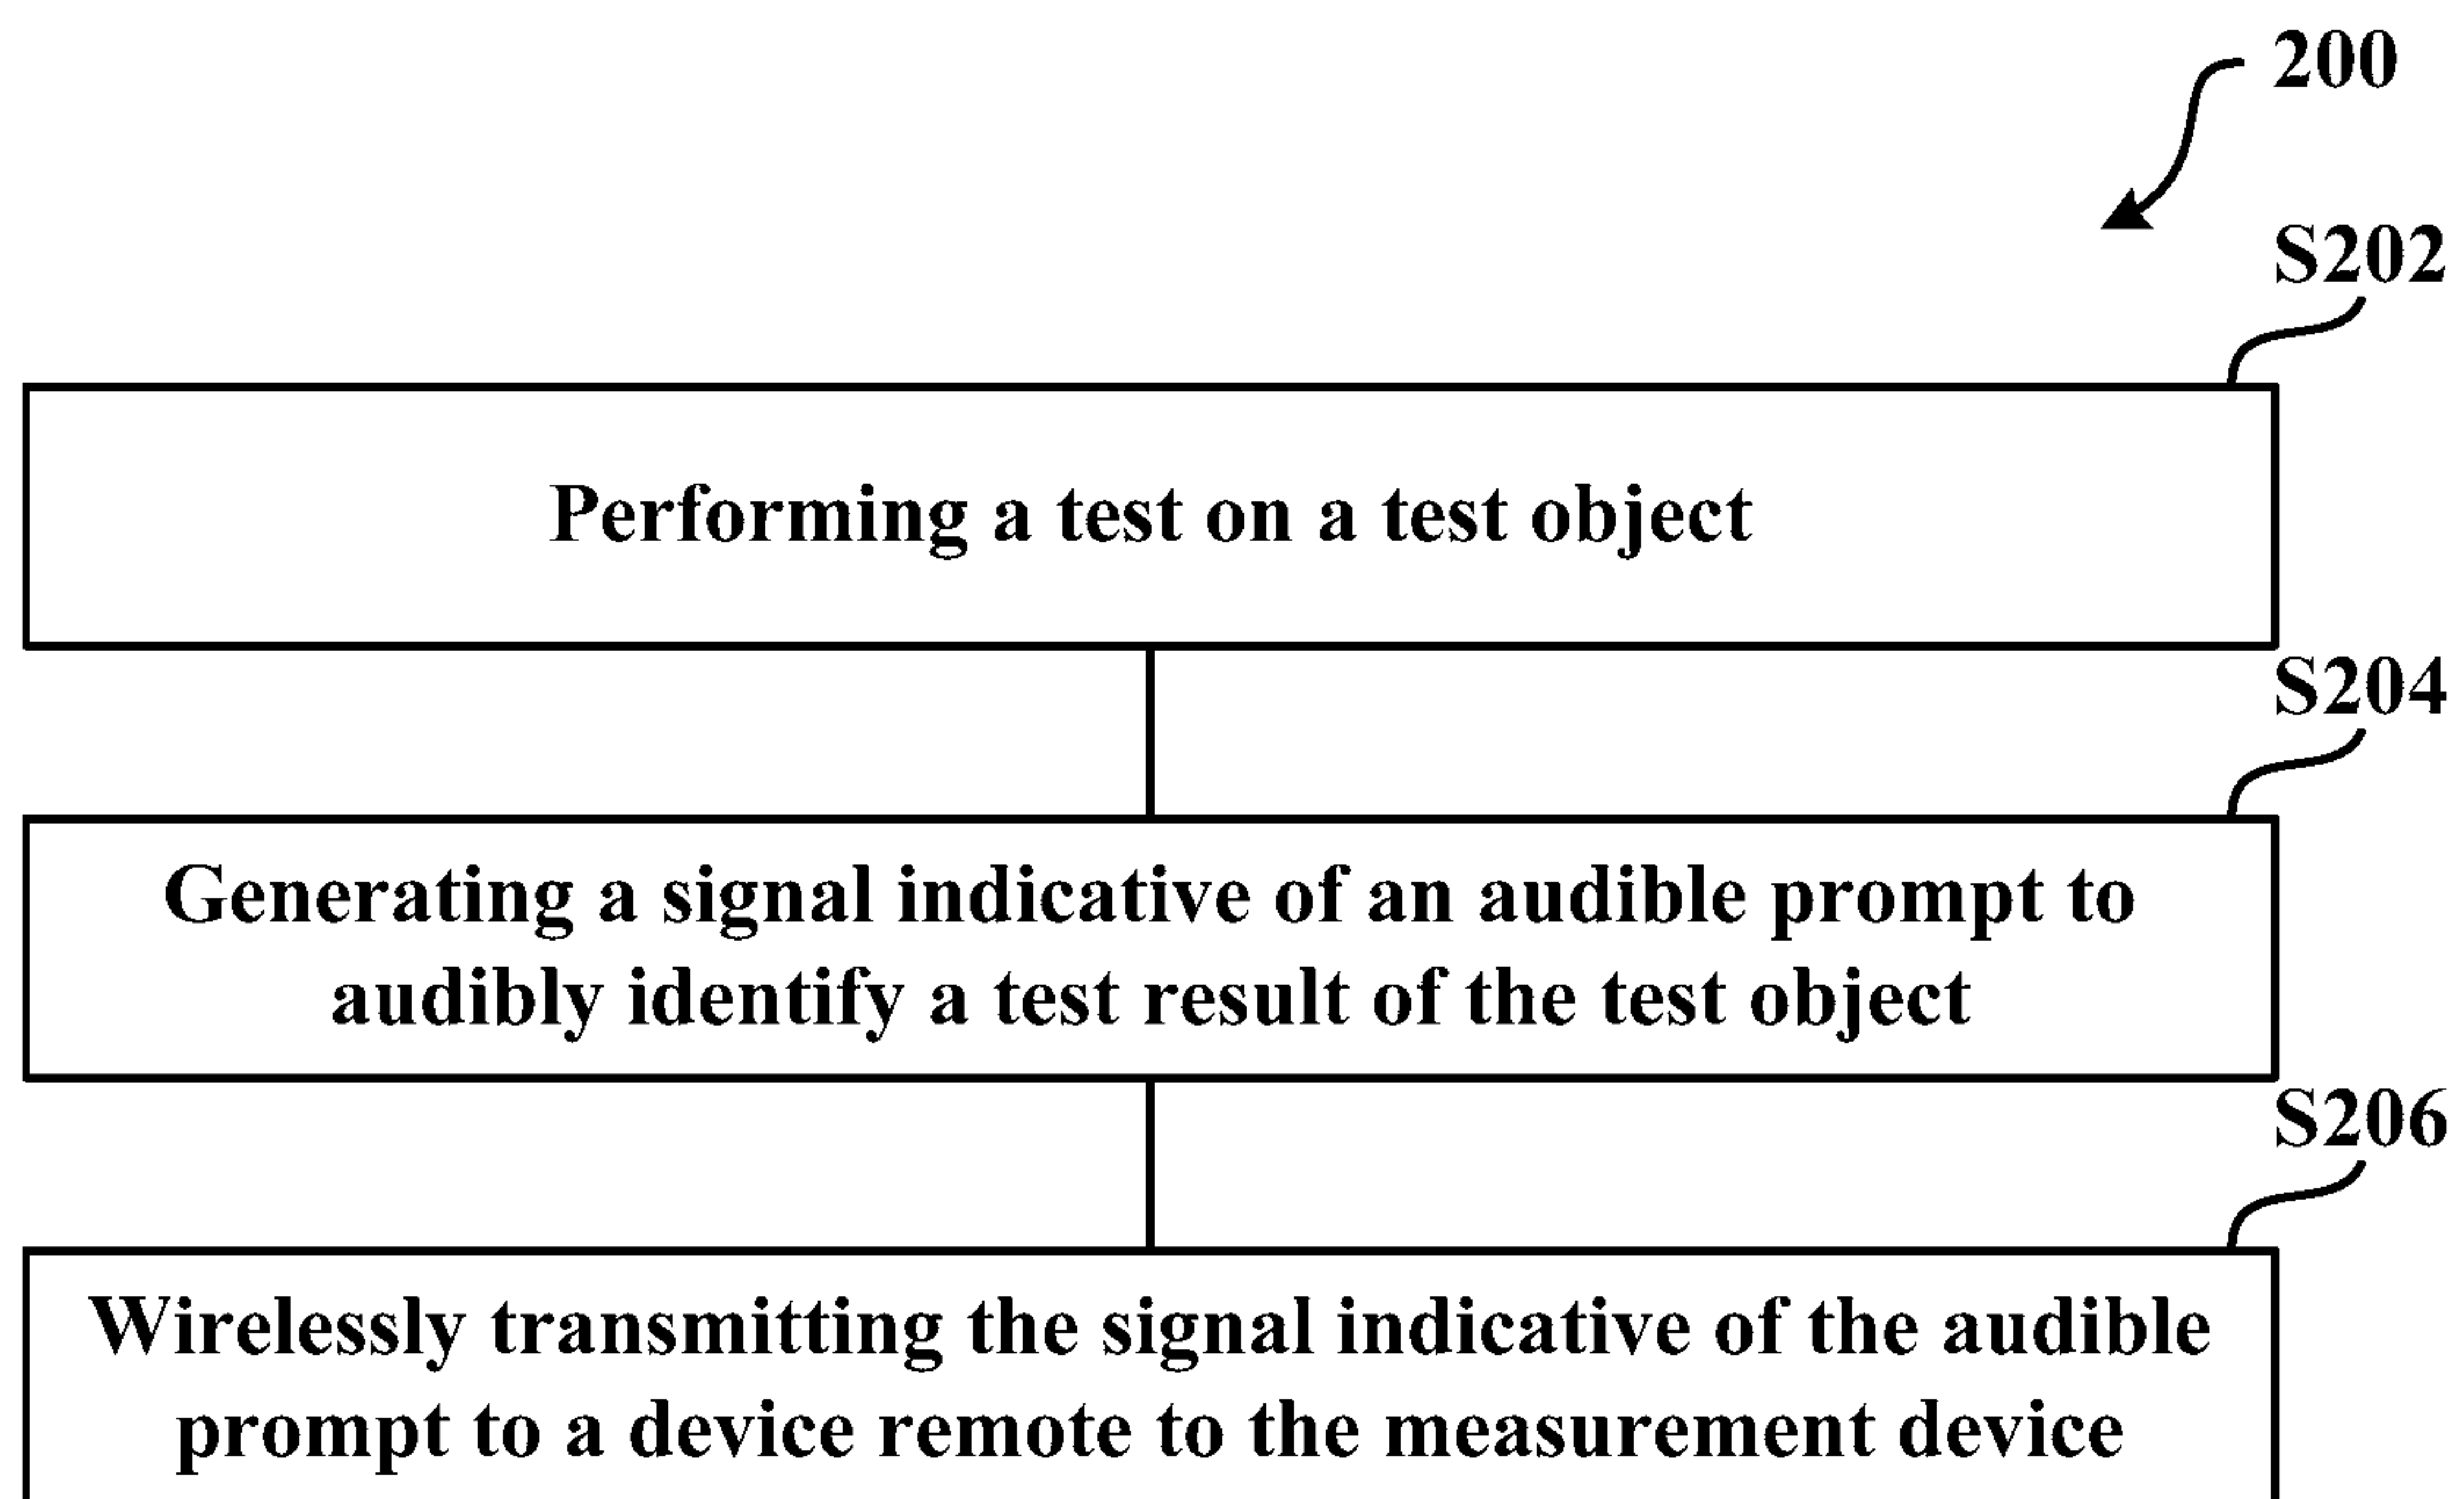 200
S202
Performing a test on a test object
S204
Generating a signal indicative of an audible prompt to
audibly identify a test result of the test object
S206
Wirelessly transmitting the signal indicative of the audible
prompt to a device remote to the measurement device